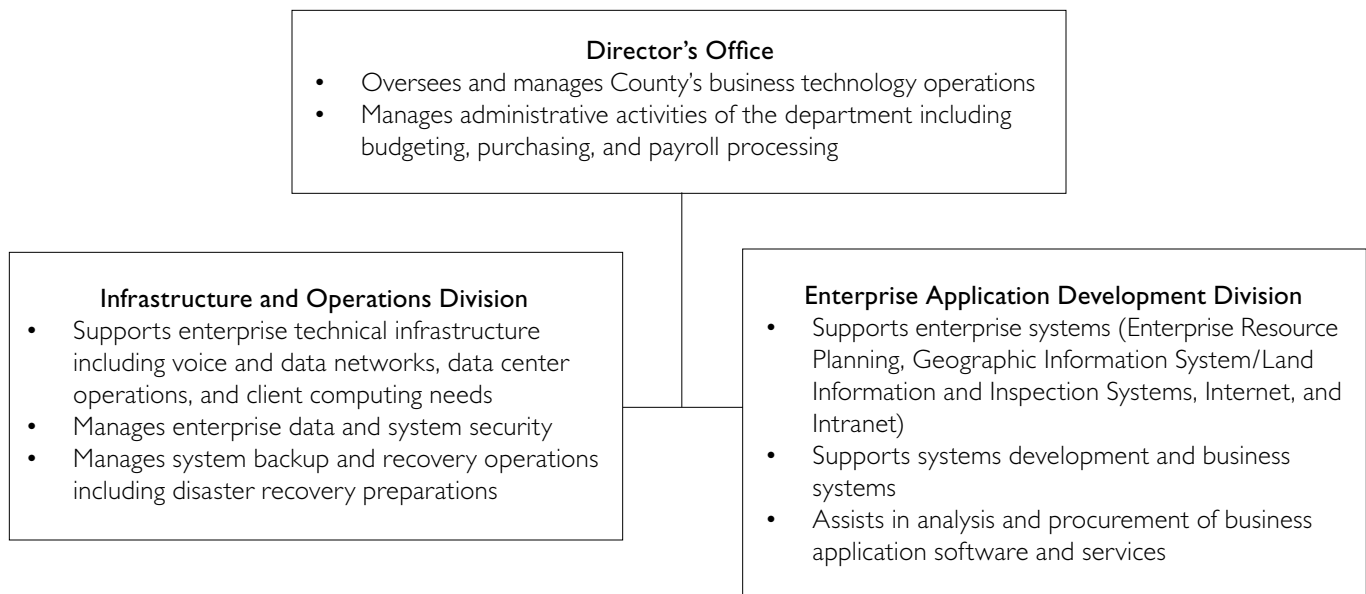 Director’s Office
• Oversees and manages County’s business technology operations
• Manages administrative activities of the department including
budgeting, purchasing, and payroll processing
Infrastructure and Operations Division
• Supports enterprise technical infrastructure
including voice and data networks, data center
operations, and client computing needs
• Manages enterprise data and system security
• Manages system backup and recovery operations
including disaster recovery preparations
Enterprise Application Development Division
• Supports enterprise systems (Enterprise Resource
Planning, Geographic Information System/Land
Information and Inspection Systems, Internet, and
Intranet)
• Supports systems development and business
systems
• Assists in analysis and procurement of business
application software and services